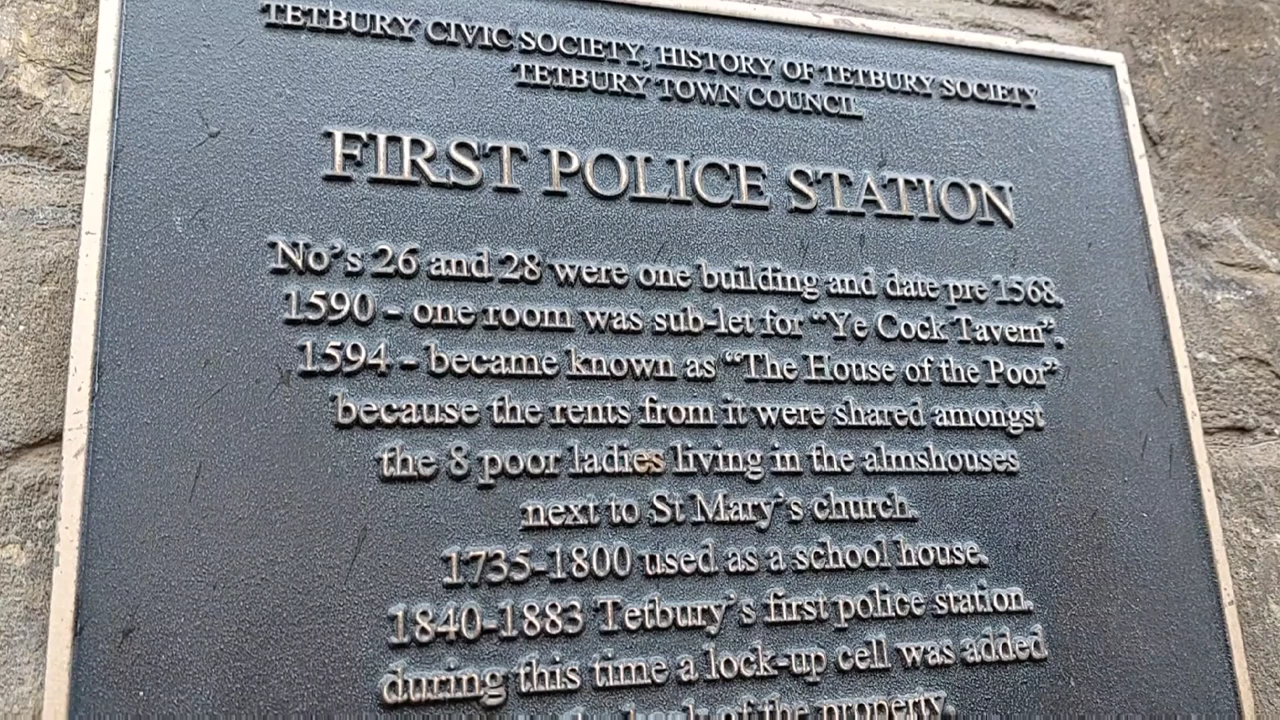 TETBURY CIVIC SOCIETY, HISTORY OF TETBURY SOCIETY
TETBURY TOWN COUNCIL
FIRST POLICE STATION
No's 26 and 28 were one building and date pre 1568.
1590 - one room was sub-let for "Ye Cock Tavern".
1594 - became known as "The House of the Poor"
because the rents from it were shared amongst
the 8 poor ladies living in the almshouses
next to St Mary's church.
1735-1800 used as a school house.
1840-1883 Tetbury's first police station.
during this time a lock-up cell was added
of the property.